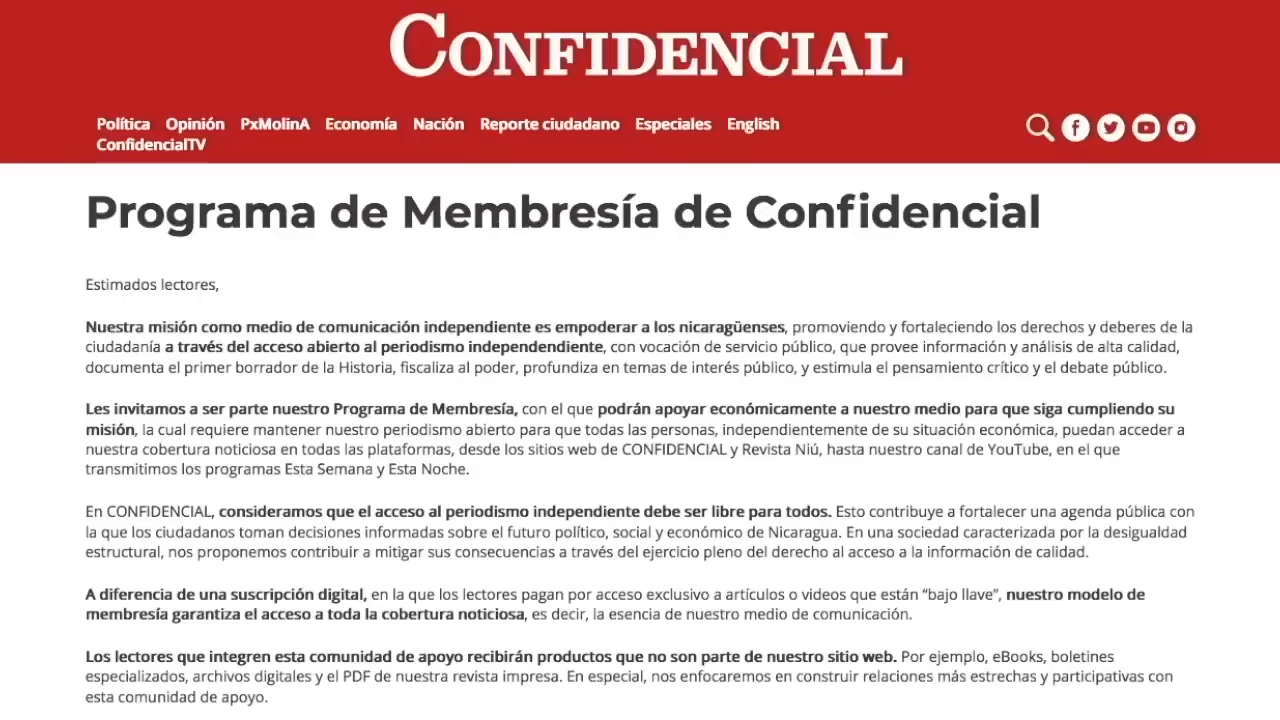 CONFIDENCIAL
Política Opinión PxMolinA Economía Nación Reporte ciudadano Especiales English
ConfidencialTV
Programa de Membresía de Confidencial
Estimados lectores,
Nuestra misión como medio de comunicación independiente es empoderar a los nicaragüenses, promoviendo y fortaleciendo los derechos y deberes de la
ciudadanía a través del acceso abierto al periodismo independendiente, con vocación de servicio público, que provee información y análisis de alta calidad,
documenta el primer borrador de la Historia, fiscaliza al poder, profundiza en temas de interés público, y estimula el pensamiento crítico y el debate público.
Les invitamos a ser parte nuestro Programa de Membresía, con el que podrán apoyar económicamente a nuestro medio para que siga cumpliendo su
misión, la cual requiere mantener nuestro periodismo abierto para que todas las personas, independientemente de su situación económica, puedan acceder a
nuestra cobertura noticiosa en todas las plataformas, desde los sitios web de CONFIDENCIAL y Revista Niú, hasta nuestro canal de YouTube, en el que
transmitimos los programas Esta Semana y Esta Noche.
En CONFIDENCIAL, consideramos que el acceso al periodismo independiente debe ser libre para todos. Esto contribuye a fortalecer una agenda pública con
la que los ciudadanos toman decisiones informadas sobre el futuro político, social y económico de Nicaragua. En una sociedad caracterizada por la desigualdad
estructural, nos proponemos contribuir a mitigar sus consecuencias a través del ejercicio pleno del derecho al acceso a la información de calidad.
A diferencia de una suscripción digital, en la que los lectores pagan por acceso exclusivo a artículos o videos que están “bajo llave”, nuestro modelo de
membresía garantiza el acceso a toda la cobertura noticiosa, es decir, la esencia de nuestro medio de comunicación.
Los lectores que integren esta comunidad de apoyo recibirán productos que no son parte de nuestro sitio web. Por ejemplo, eBooks, boletines
especializados, archivos digitales y el PDF de nuestra revista impresa. En especial, nos enfocaremos en construir relaciones más estrechas y participativas con
esta comunidad de apoyo.